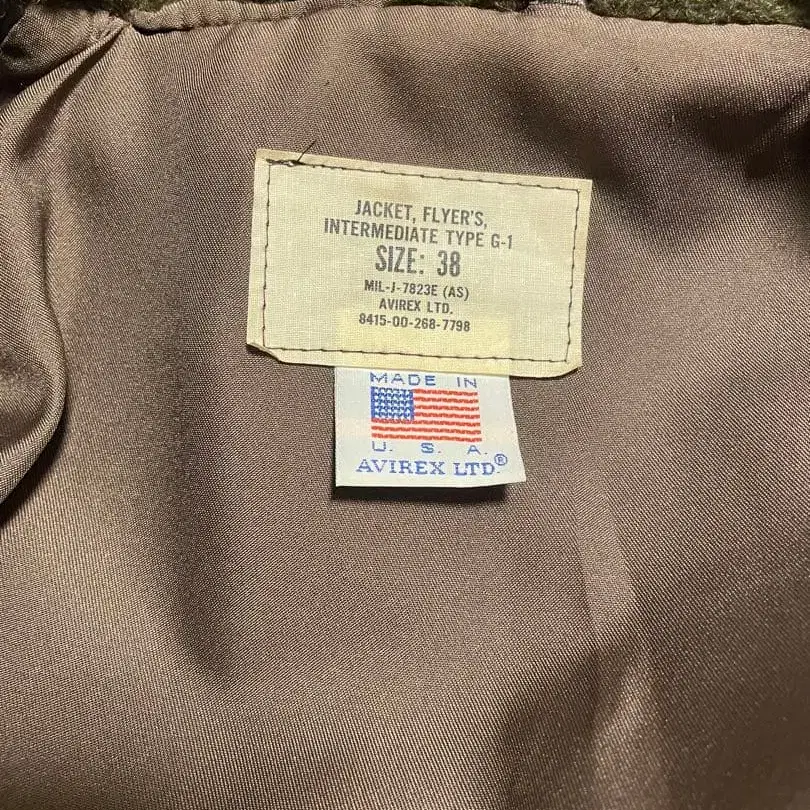 JACKET, FLYER'S,
INTERMEDIATE TYPE G-1
SIZE: 38
MIL-J-7823E (AS)
AVIREX LTD.
8415-00-268-7798
MADE IN
U. S. A.
AVIREX LTD.®